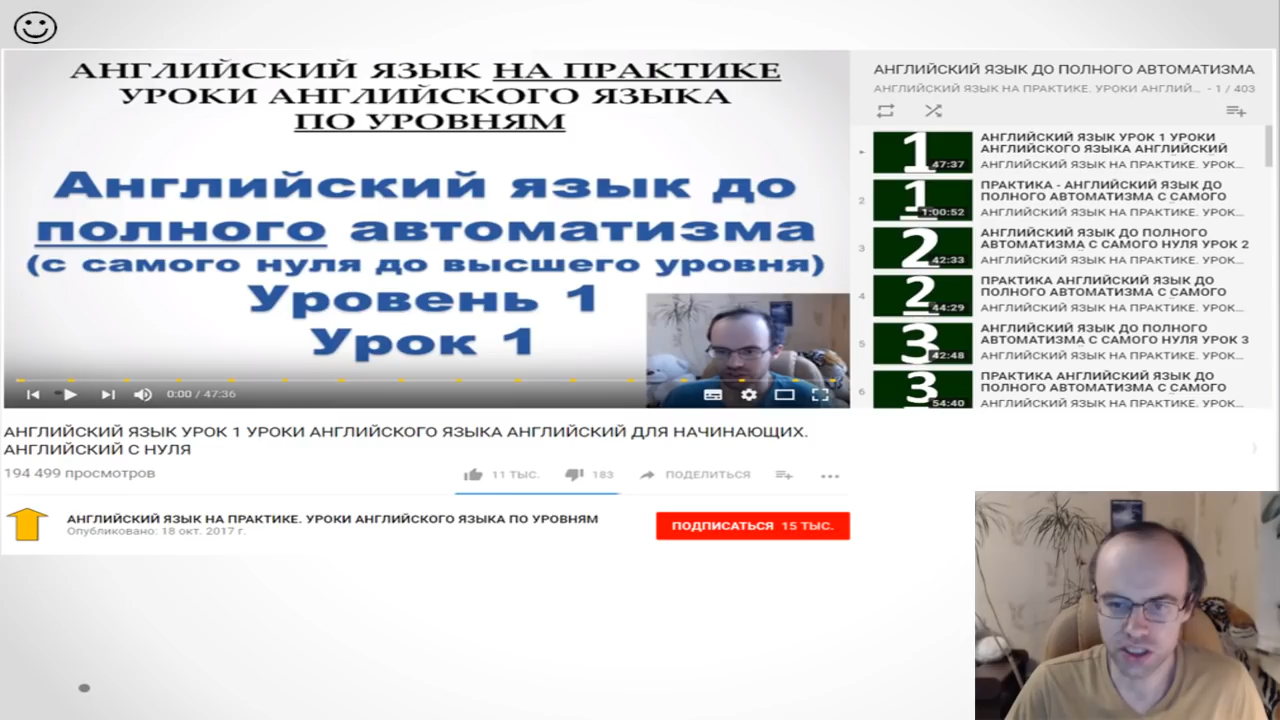 АНГЛИЙСКИЙ ЯЗЫК НА ПРАКТИКЕ
УРОКИ АНГЛИЙСКОГО ЯЗЫКА
ПО УРОВНЯМ
Английский язык до
полного автоматизма
(с самого нуля до высшего уровня)
Уровень 1
Урок 1
0:00 / 47:36
АНГЛИЙСКИЙ ЯЗЫК ДО ПОЛНОГО АВТОМАТИЗМА
АНГЛИЙСКИЙ ЯЗЫК НА ПРАКТИКЕ. УРОКИ АНГЛИЙ... - 1 / 403
1
47:37
АНГЛИЙСКИЙ ЯЗЫК УРОК 1 УРОКИ
АНГЛИЙСКОГО ЯЗЫКА АНГЛИЙСКИЙ
АНГЛИЙСКИЙ ЯЗЫК НА ПРАКТИКЕ. УРОК...
2
1
1:00:52
ПРАКТИКА - АНГЛИЙСКИЙ ЯЗЫК ДО
ПОЛНОГО АВТОМАТИЗМА С САМОГО
АНГЛИЙСКИЙ ЯЗЫК НА ПРАКТИКЕ. УРОК...
3
2
42:33
АНГЛИЙСКИЙ ЯЗЫК ДО ПОЛНОГО
АВТОМАТИЗМА С САМОГО НУЛЯ УРОК 2
АНГЛИЙСКИЙ ЯЗЫК НА ПРАКТИКЕ. УРОК...
4
2
44:29
ПРАКТИКА АНГЛИЙСКИЙ ЯЗЫК ДО
ПОЛНОГО АВТОМАТИЗМА С САМОГО
АНГЛИЙСКИЙ ЯЗЫК НА ПРАКТИКЕ. УРОК...
5
3
42:48
АНГЛИЙСКИЙ ЯЗЫК ДО ПОЛНОГО
АВТОМАТИЗМА С САМОГО НУЛЯ УРОК 3
АНГЛИЙСКИЙ ЯЗЫК НА ПРАКТИКЕ. УРОК...
6
3
54:40
ПРАКТИКА АНГЛИЙСКИЙ ЯЗЫК ДО
ПОЛНОГО АВТОМАТИЗМА С САМОГО
АНГЛИЙСКИЙ ЯЗЫК НА ПРАКТИКЕ. УРОК...
АНГЛИЙСКИЙ ЯЗЫК УРОК 1 УРОКИ АНГЛИЙСКОГО ЯЗЫКА АНГЛИЙСКИЙ ДЛЯ НАЧИНАЮЩИХ.
АНГЛИЙСКИЙ С НУЛЯ
194 499 просмотров
11 ТЫС. 183 ПОДЕЛИТЬСЯ
АНГЛИЙСКИЙ ЯЗЫК НА ПРАКТИКЕ. УРОКИ АНГЛИЙСКОГО ЯЗЫКА ПО УРОВНЯМ
Опубликовано: 18 окт. 2017 г.
ПОДПИСАТЬСЯ 15 ТЫС.